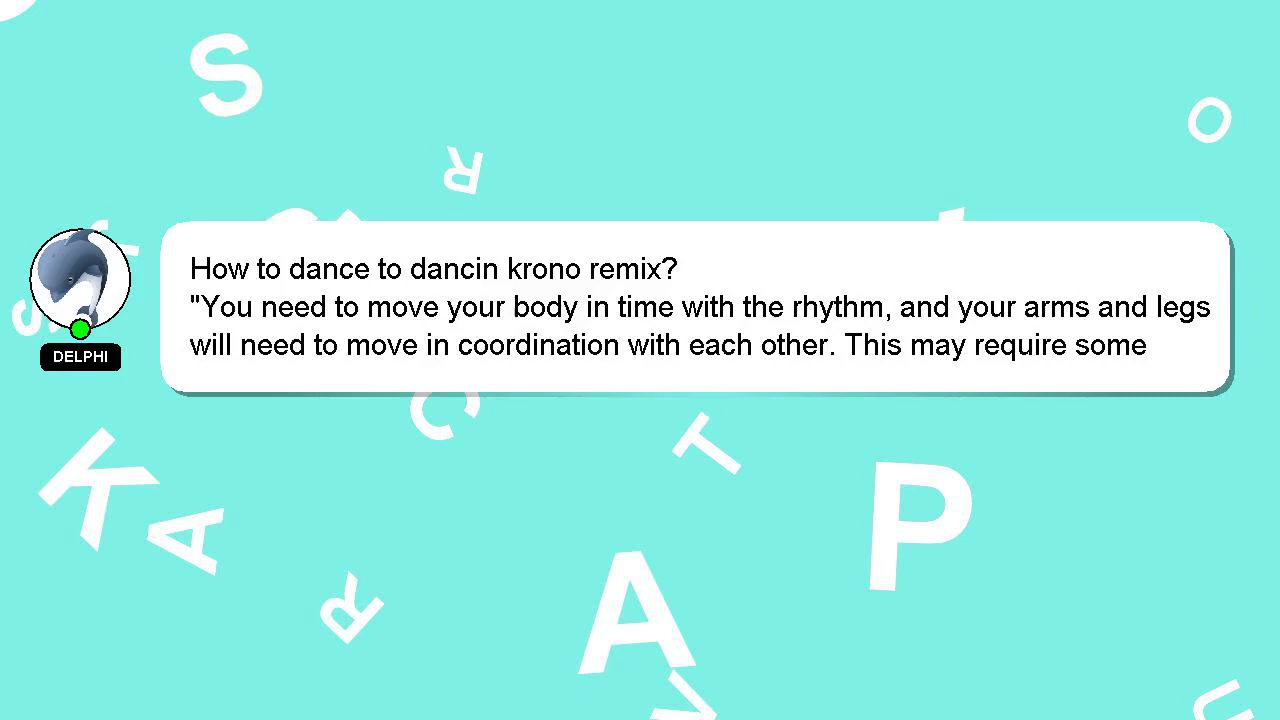 S
O
R
How to dance to dancin krono remix?
"You need to move your body in time with the rhythm, and your arms and legs
will need to move in coordination with each other. This may require some
DELPHI
C
T
K
P
A
R
A
U